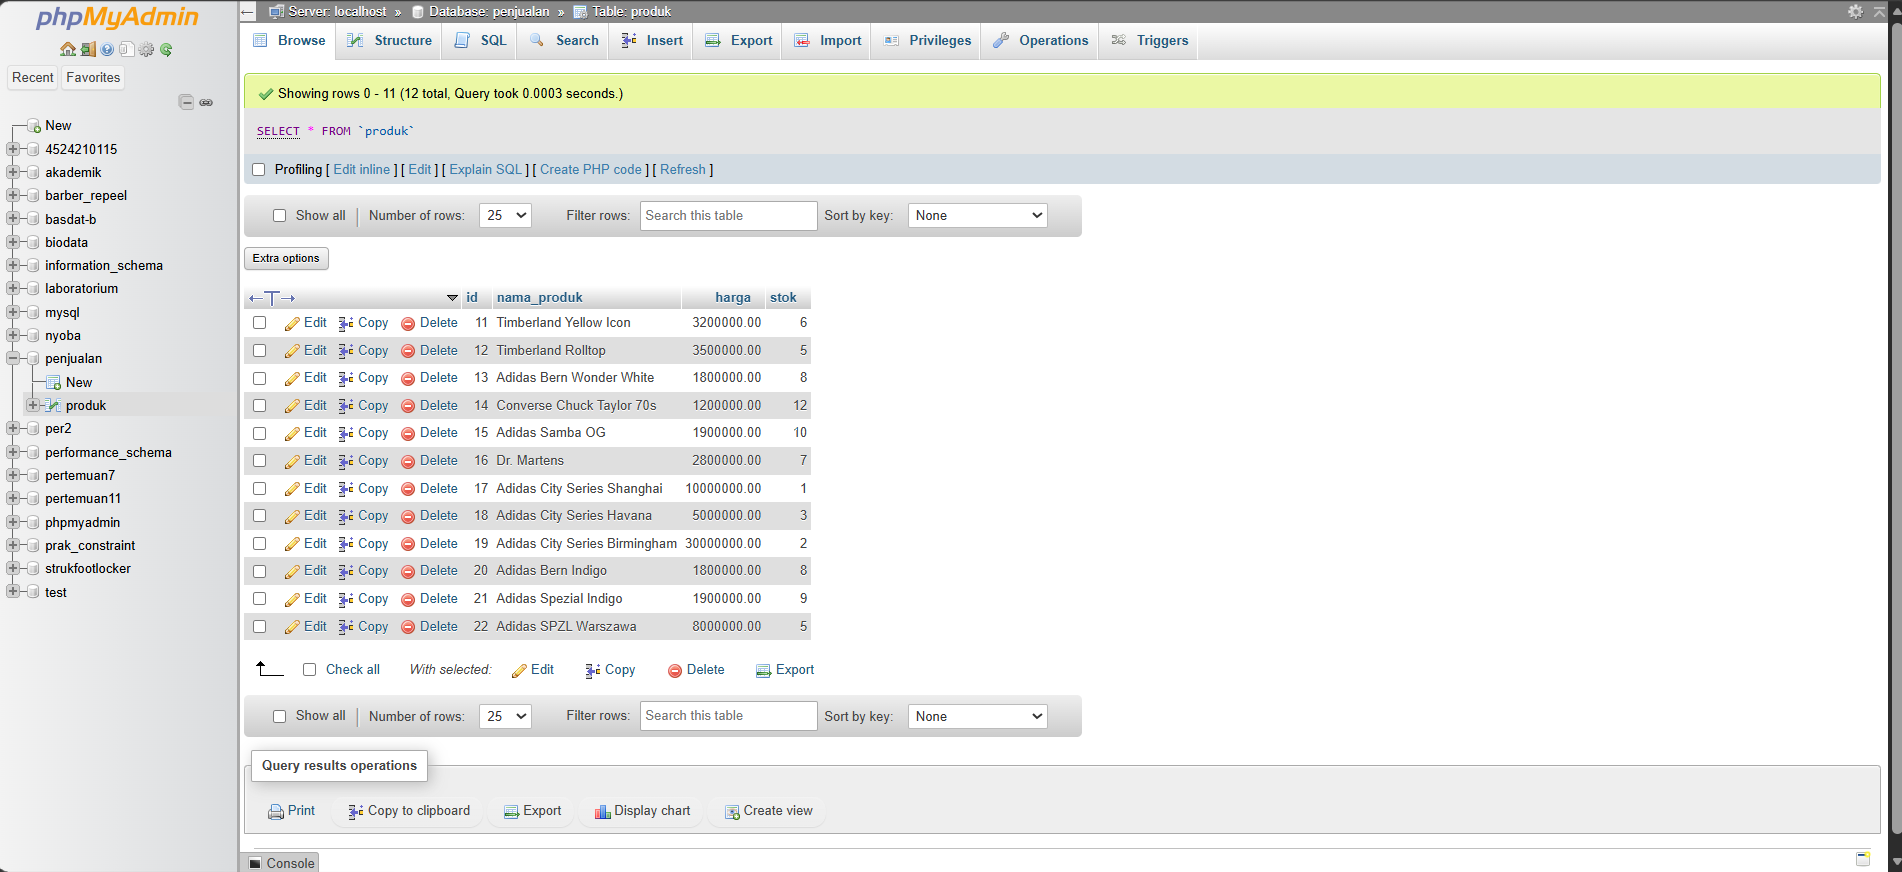 phpMyAdmin
Recent Favorites
New
4524210115
akademik
barber_repeel
basdat-b
biodata
information_schema
laboratorium
mysql
nyoba
penjualan
New
produk
per2
performance_schema
pertemuan7
pertemuan11
phpmyadmin
prak_constraint
strukfootlocker
test
Server: localhost » Database: penjualan » Table: produk
Browse Structure SQL Search Insert Export Import Privileges Operations Triggers
Showing rows 0 - 11 (12 total, Query took 0.0003 seconds.)
SELECT * FROM `produk`
Profiling [ Edit inline ] [ Edit ] [ Explain SQL ] [ Create PHP code ] [ Refresh ]
Show all Number of rows: 25 Filter rows: Search this table Sort by key: None
Extra options
id nama_produk harga stok
Edit Copy Delete 11 Timberland Yellow Icon 3200000.00 6
Edit Copy Delete 12 Timberland Rolltop 3500000.00 5
Edit Copy Delete 13 Adidas Bern Wonder White 1800000.00 8
Edit Copy Delete 14 Converse Chuck Taylor 70s 1200000.00 12
Edit Copy Delete 15 Adidas Samba OG 1900000.00 10
Edit Copy Delete 16 Dr. Martens 2800000.00 7
Edit Copy Delete 17 Adidas City Series Shanghai 10000000.00 1
Edit Copy Delete 18 Adidas City Series Havana 5000000.00 3
Edit Copy Delete 19 Adidas City Series Birmingham 30000000.00 2
Edit Copy Delete 20 Adidas Bern Indigo 1800000.00 8
Edit Copy Delete 21 Adidas Spezial Indigo 1900000.00 9
Edit Copy Delete 22 Adidas SPZL Warszawa 8000000.00 5
Check all With selected: Edit Copy Delete Export
Show all Number of rows: 25 Filter rows: Search this table Sort by key: None
Query results operations
Print Copy to clipboard Export Display chart Create view
Console